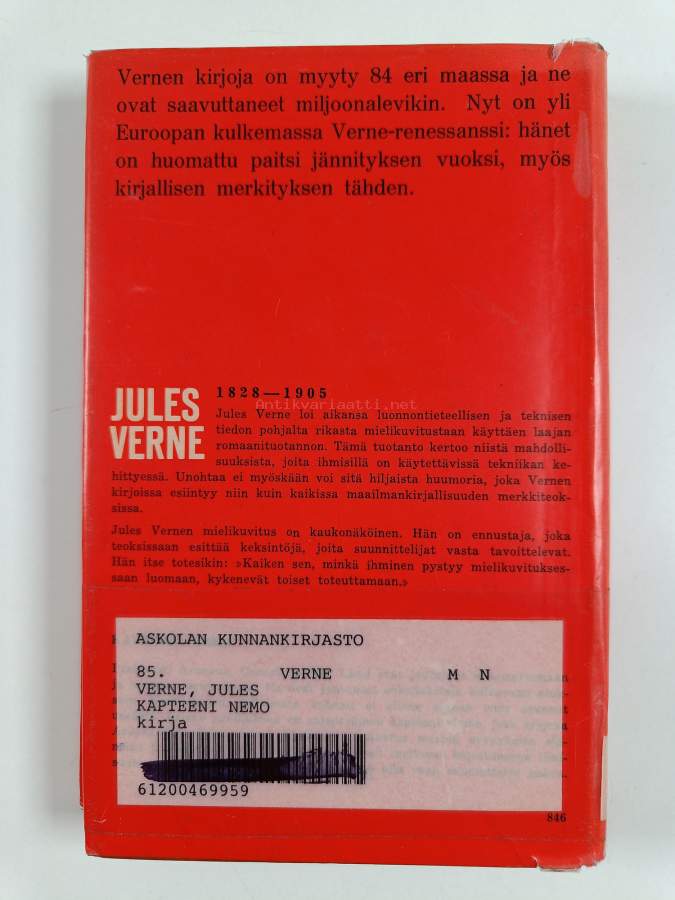 Vernen kirjoja on myyty 84 eri maassa ja ne
ovat saavuttaneet miljoonalevikin. Nyt on yli
Euroopan kulkemassa Verne-renessanssi: hänet
on huomattu paitsi jännityksen vuoksi, myös
kirjallisen merkityksen tähden.
JULES
VERNE
1828—1905
Antikvariaatti.net
Jules Verne loi aikansa luonnontieteellisen ja teknisen
tiedon pohjalta rikasta mielikuvitustaan käyttäen laajan
romaanituotannon. Tämä tuotanto kertoo niistä mahdolli-
suuksista, joita ihmisillä on käytettävissä tekniikan ke-
hittyessä. Unohtaa ei myöskään voi sitä hiljaista huumoria, joka Vernen
kirjoissa esiintyy niin kuin kaikissa maailmankirjallisuuden merkkiteok-
sissa.
Jules Vernen mielikuvitus on kaukonäköinen. Hän on ennustaja, joka
teoksissaan esittää keksintöjä, joita suunnittelijat vasta tavoittelevat.
Hän itse totesikin: »Kaiken sen, minkä ihminen pystyy mielikuvitukses-
saan luomaan, kykenevät toiset toteuttamaan.»
ASKOLAN KUNNANKIRJASTO
85. VERNE M N
VERNE, JULES
KAPTEENI NEMO
kirja
61200469959
846